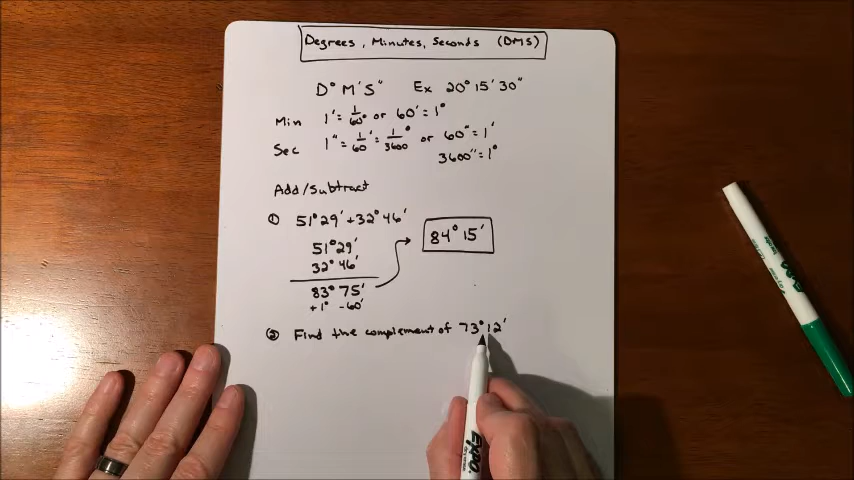 Degrees, Minutes, Seconds (DMS)
D° M' S" Ex 20° 15' 30"
Min 1' = 1/60° or 60' = 1°
Sec 1" = 1/60' = 1/3600° or 60" = 1'
3600" = 1°
Add/Subtract
① 51° 29' + 32° 46'
51° 29'
32° 46'
83° 75'
+1° -60'
84° 15'
② Find the complement of 73° 12'
EXPO
EXPO